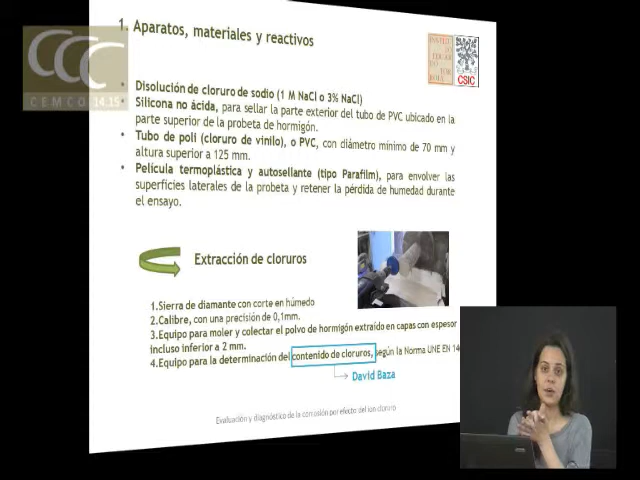 1. Aparatos, materiales y reactivos
CEMCO 14.15
CSIC
• Disolución de cloruro de sodio (1 M NaCl o 3% NaCl)
• Silicona no ácida, para sellar la parte exterior del tubo de PVC ubicado en la
parte superior de la probeta de hormigón.
• Tubo de poli (cloruro de vinilo), o PVC, con diámetro mínimo de 70 mm y
altura superior a 125 mm.
• Película termoplástica y autosellante (tipo Parafilm), para envolver las
superficies laterales de la probeta y retener la pérdida de humedad durante
el ensayo.
Extracción de cloruros
1.Sierra de diamante con corte en húmedo
2.Calibre, con una precisión de 0,1mm.
3.Equipo para moler y colectar el polvo de hormigón extraído en capas con espesor
incluso inferior a 2 mm.
4.Equipo para la determinación del contenido de cloruros, según la Norma UNE EN 14
David Baza
Evaluación y diagnóstico de la corrosión por efecto del ion cloruro